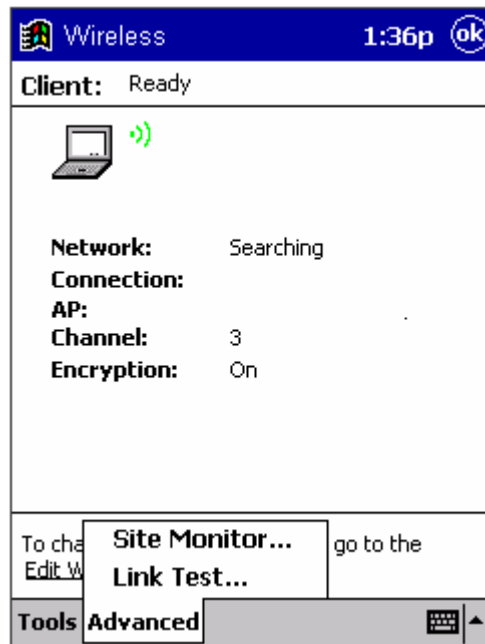 Wireless 1:36p ok
Client: Ready
Network: Searching
Connection:
AP:
Channel: 3
Encryption: On
To cha go to the
Edit W
Site Monitor...
Link Test...
Tools Advanced